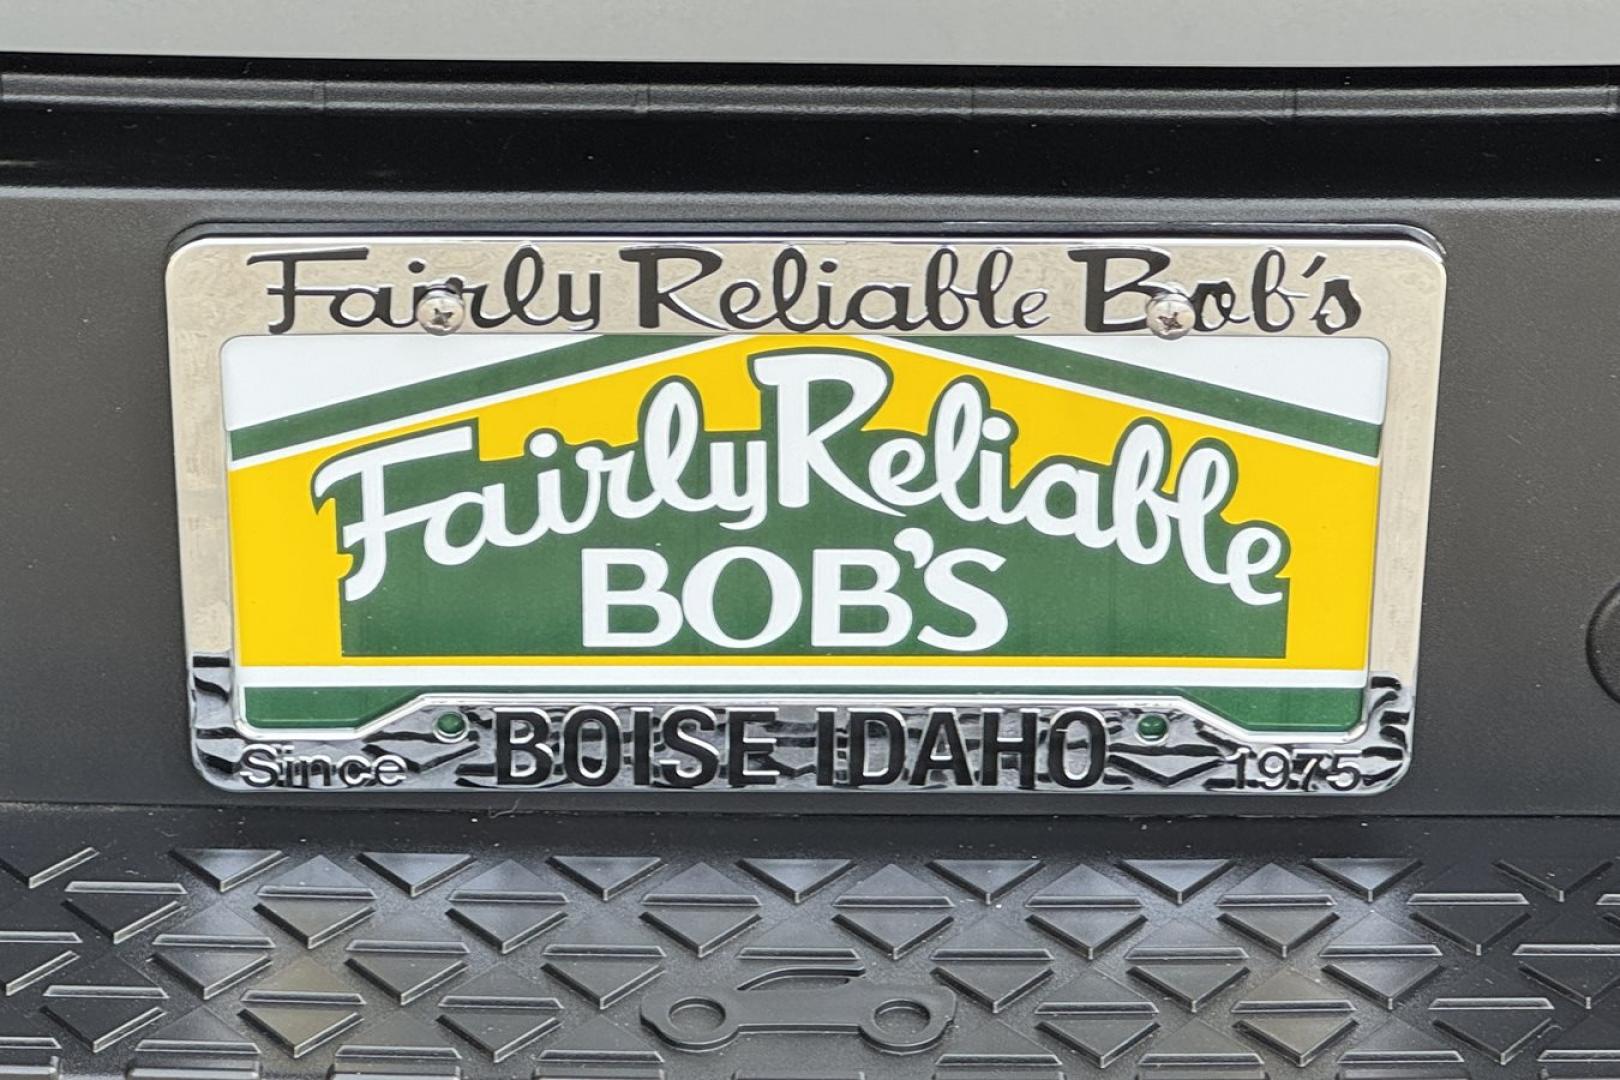 Fairly Reliable Bob's
Fairly Reliable
BOB'S
BOISE IDAHO
Since 1975